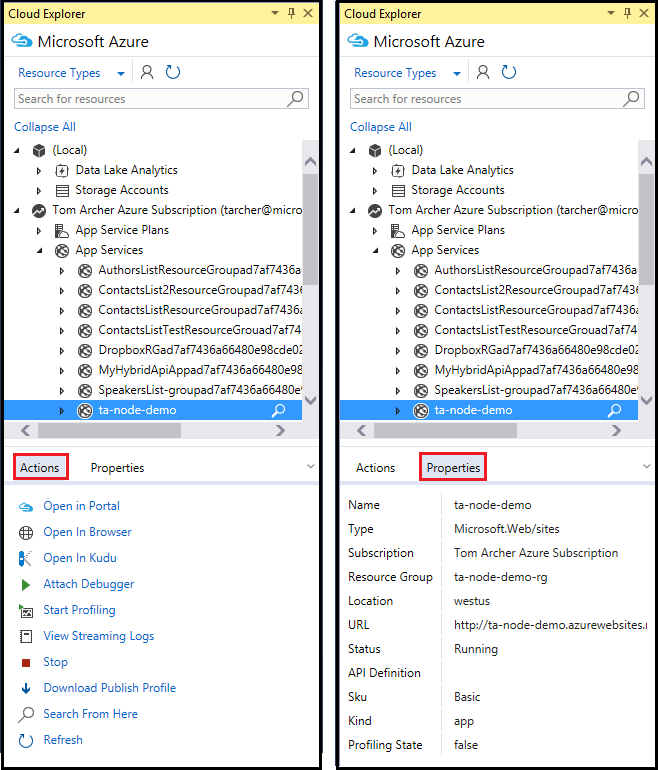 Cloud Explorer
Microsoft Azure
Resource Types
Search for resources
Collapse All
(Local)
Data Lake Analytics
Storage Accounts
Tom Archer Azure Subscription (tarcher@micro
App Service Plans
App Services
AuthorsListResourceGroupad7af7436a
ContactsList2ResourceGroupad7af7436
ContactsListResourceGroupad7af7436a
ContactsListTestResourceGrouad7af74
DropboxRGad7af7436a66480e98cde02
MyHybridApiAppad7af7436a66480e98
SpeakersList-groupad7af7436a66480e
ta-node-demo
Actions
Properties
Open in Portal
Open In Browser
Open In Kudu
Attach Debugger
Start Profiling
View Streaming Logs
Stop
Download Publish Profile
Search From Here
Refresh
Cloud Explorer
Microsoft Azure
Resource Types
Search for resources
Collapse All
(Local)
Data Lake Analytics
Storage Accounts
Tom Archer Azure Subscription (tarcher@micro
App Service Plans
App Services
AuthorsListResourceGroupad7af7436a
ContactsList2ResourceGroupad7af7436
ContactsListResourceGroupad7af7436a
ContactsListTestResourceGrouad7af74
DropboxRGad7af7436a66480e98cde02
MyHybridApiAppad7af7436a66480e98
SpeakersList-groupad7af7436a66480e
ta-node-demo
Actions
Properties
Name ta-node-demo
Type Microsoft.Web/sites
Subscription Tom Archer Azure Subscription
Resource Group ta-node-demo-rg
Location westus
URL http://ta-node-demo.azurewebsites.n
Status Running
API Definition
Sku Basic
Kind app
Profiling State false